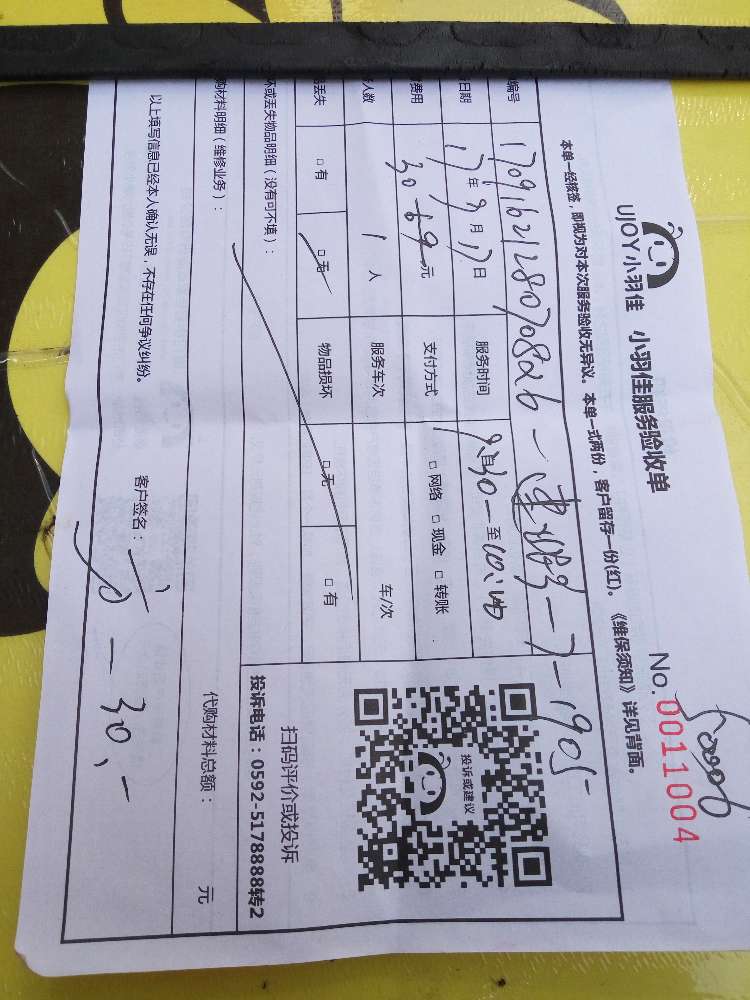 UJOY小羽佳 小羽佳服务验收单 No.0011004
本单一经核签，即视为对本次服务验收无异议。本单一式两份，客户留存一份(红)。《维保须知》详见背面。
编号 170916212807082b
日期 17年9月17日 服务时间 9:30一至10:40
费用 30 元 支付方式 □网络 □现金 □转账
人数 1人 服务车次 车/次
丢失 □有 □无 物品损坏 □无 □有
坏或丢失物品明细（没有可不填）：
投诉或建议
扫码评价或投诉
投诉电话：0592-5178888转2
购材料明细（维修业务）： 代购材料总额： 元
以上填写信息已经本人确认无误，不存在任何争议纠纷。
客户签名：
30,-